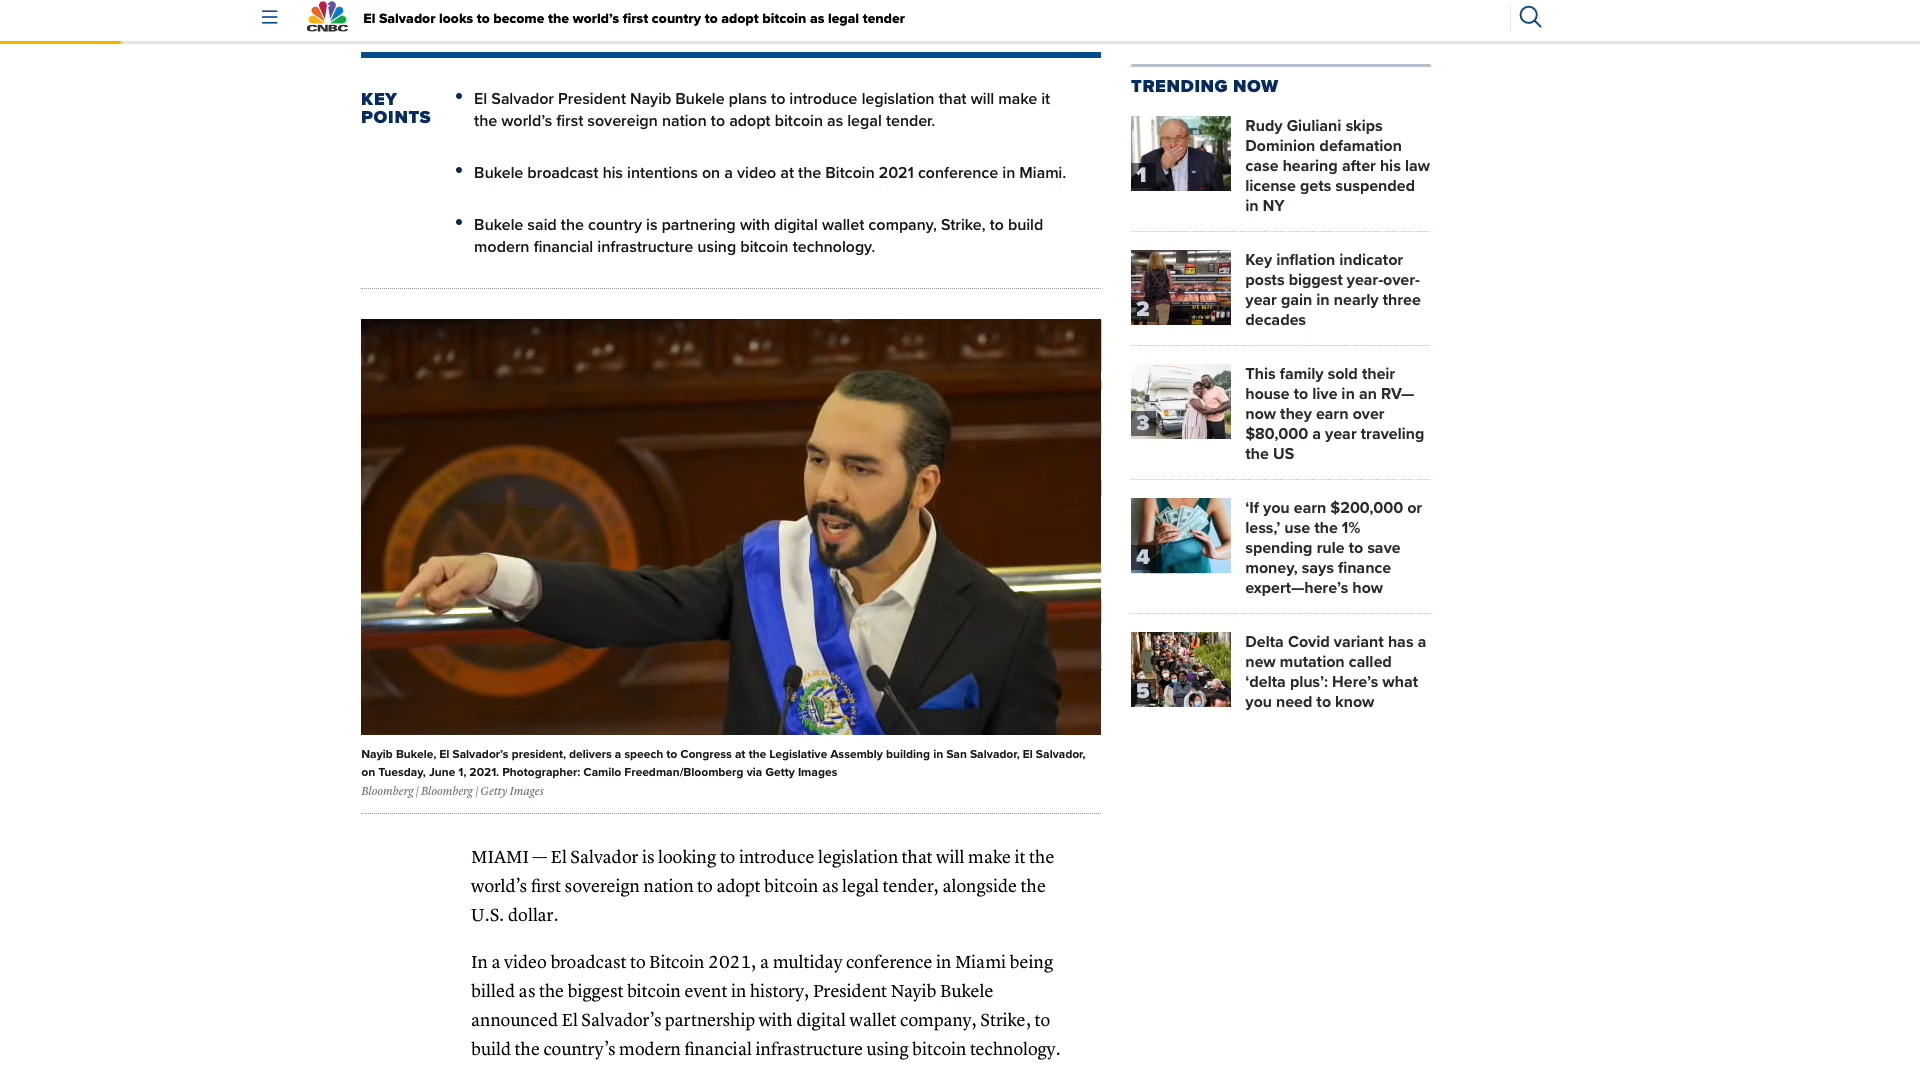 CNBC
El Salvador looks to become the world’s first country to adopt bitcoin as legal tender
KEY
POINTS
El Salvador President Nayib Bukele plans to introduce legislation that will make it
the world’s first sovereign nation to adopt bitcoin as legal tender.
Bukele broadcast his intentions on a video at the Bitcoin 2021 conference in Miami.
Bukele said the country is partnering with digital wallet company, Strike, to build
modern financial infrastructure using bitcoin technology.
Nayib Bukele, El Salvador’s president, delivers a speech to Congress at the Legislative Assembly building in San Salvador, El Salvador,
on Tuesday, June 1, 2021. Photographer: Camilo Freedman/Bloomberg via Getty Images
Bloomberg | Bloomberg | Getty Images
MIAMI — El Salvador is looking to introduce legislation that will make it the
world’s first sovereign nation to adopt bitcoin as legal tender, alongside the
U.S. dollar.
In a video broadcast to Bitcoin 2021, a multiday conference in Miami being
billed as the biggest bitcoin event in history, President Nayib Bukele
announced El Salvador’s partnership with digital wallet company, Strike, to
build the country’s modern financial infrastructure using bitcoin technology.
TRENDING NOW
1
Rudy Giuliani skips
Dominion defamation
case hearing after his law
license gets suspended
in NY
2
Key inflation indicator
posts biggest year-over-
year gain in nearly three
decades
3
This family sold their
house to live in an RV—
now they earn over
$80,000 a year traveling
the US
4
‘If you earn $200,000 or
less,’ use the 1%
spending rule to save
money, says finance
expert—here’s how
5
Delta Covid variant has a
new mutation called
‘delta plus’: Here’s what
you need to know